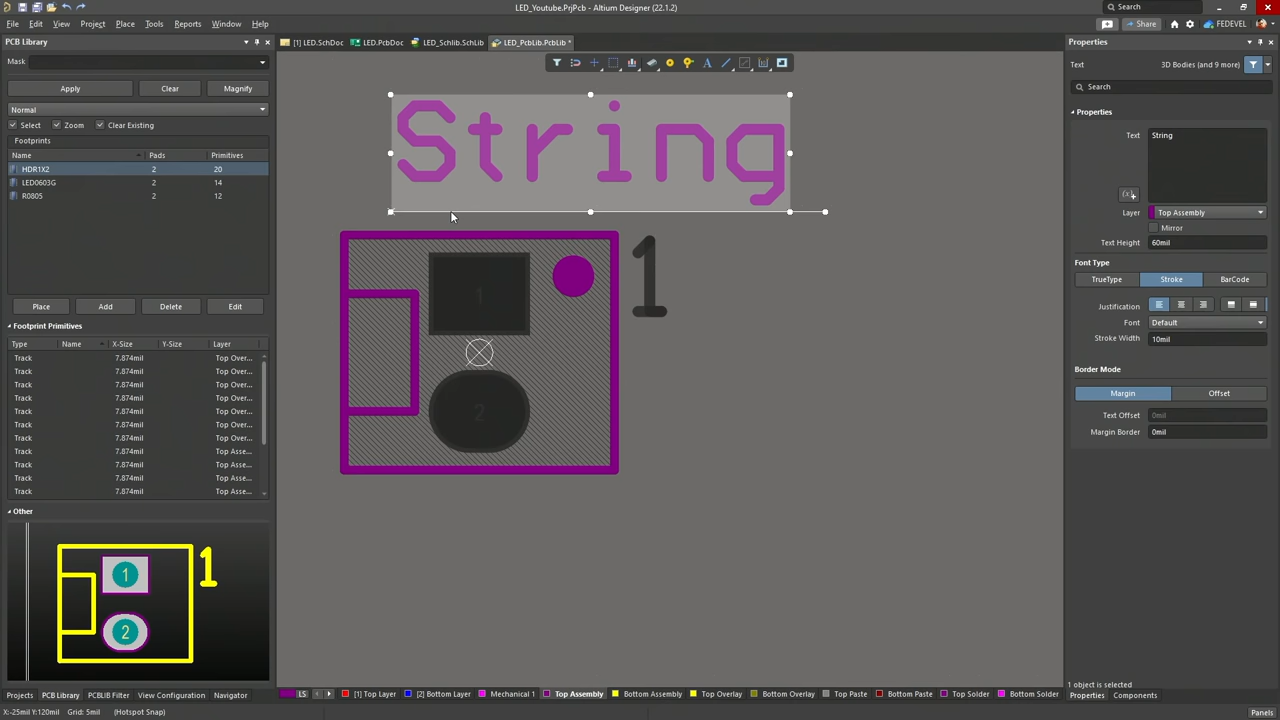 LED_Youtube.PrjPcb - Altium Designer (22.1.2)
Search
File Edit View Project Place Tools Reports Window Help
Share
FEDEVEL
PCB Library
[1] LED.SchDoc LED.PcbDoc LED_Schlib.SchLib LED_PcbLib.PcbLib *
Properties
Mask
Text 3D Bodies (and 9 more)
Apply Clear Magnify
Search
Normal
Properties
Select Zoom Clear Existing
Text String
Footprints
Name Pads Primitives
HDR1X2 2 20
LED0603G 2 14
R0805 2 12
String
Layer Top Assembly
Mirror
Text Height 60mil
Font Type
TrueType Stroke BarCode
Place Add Delete Edit
Justification
Font Default
Stroke Width 10mil
Footprint Primitives
Type Name X-Size Y-Size Layer
Track 7.874mil Top Over...
Track 7.874mil Top Over...
Track 7.874mil Top Over...
Track 7.874mil Top Over...
Track 7.874mil Top Over...
Track 7.874mil Top Over...
Track 7.874mil Top Over...
Track 7.874mil Top Asse...
Track 7.874mil Top Asse...
Track 7.874mil Top Asse...
Track 7.874mil Top Asse...
1
1
2
Border Mode
Margin Offset
Text Offset 0mil
Margin Border 0mil
Other
1
1
2
Projects PCB Library PCBLIB Filter View Configuration Navigator
LS [1] Top Layer [2] Bottom Layer Mechanical 1 Top Assembly Bottom Assembly Top Overlay Bottom Overlay Top Paste Bottom Paste Top Solder Bottom Solder
1 object is selected
Properties Components
X:-25mil Y:120mil Grid: 5mil (Hotspot Snap)
Panels